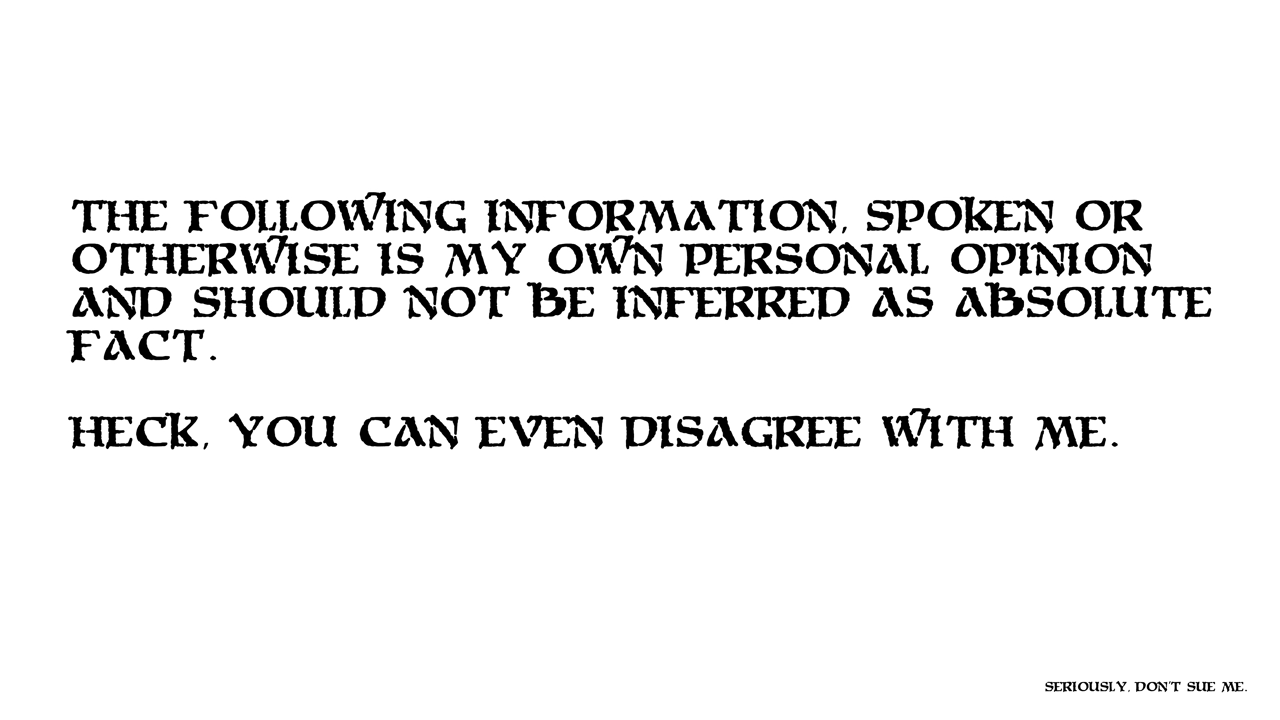 THE FOLLOWING INFORMATION, SPOKEN OR
OTHERWISE IS MY OWN PERSONAL OPINION
AND SHOULD NOT BE INFERRED AS ABSOLUTE
FACT.
HECK, YOU CAN EVEN DISAGREE WITH ME.
SERIOUSLY, DON'T SUE ME.